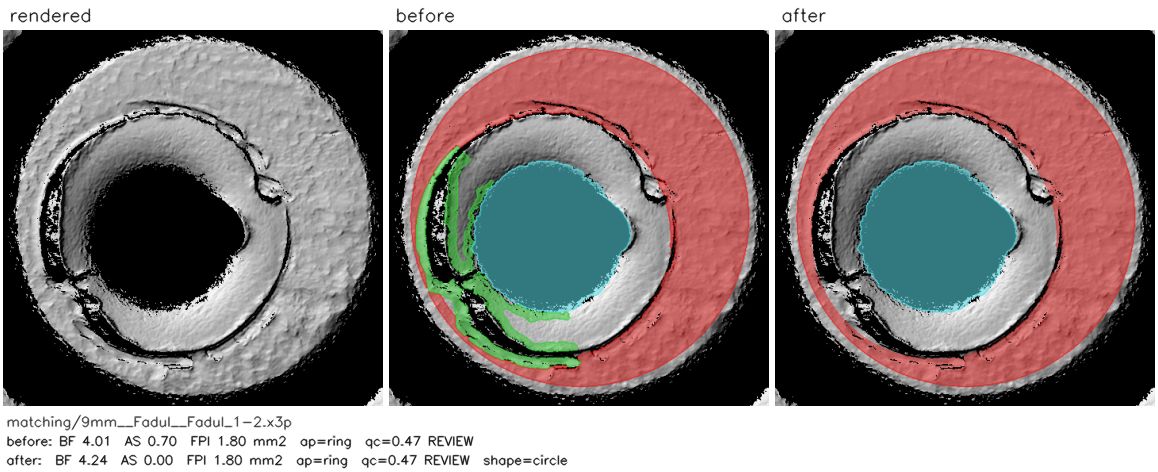 rendered
before
after
matching/9mm__Fadul__Fadul_1-2.x3p
before: BF 4.01 AS 0.70 FPI 1.80 mm2 ap=ring qc=0.47 REVIEW
after: BF 4.24 AS 0.00 FPI 1.80 mm2 ap=ring qc=0.47 REVIEW shape=circle